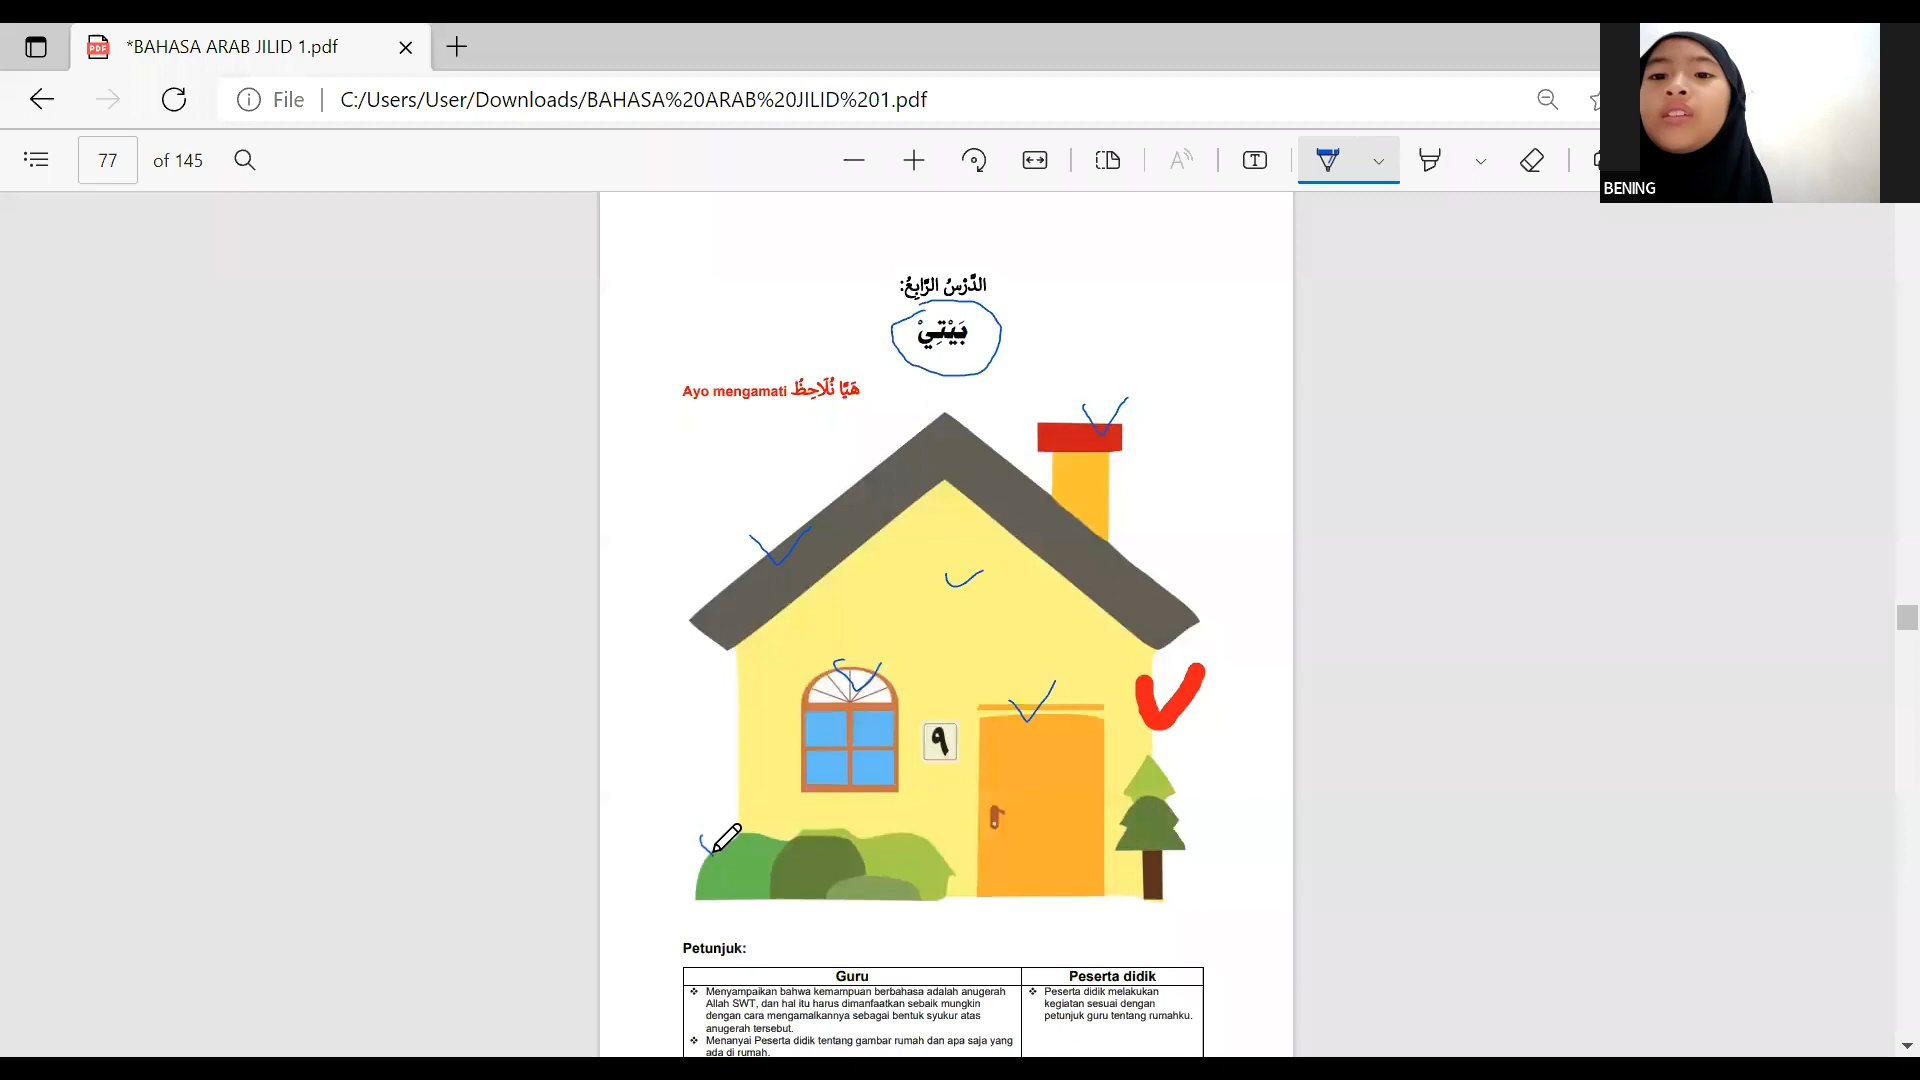 *BAHASA ARAB JILID 1.pdf
File
C:/Users/User/Downloads/BAHASA%20ARAB%20JILID%201.pdf
BENING
77 of 145
الدَّرْسُ الرَّابِعُ:
بَيْتِيْ
Ayo mengamati هَيَّا نُلَاحِظُ
٩
Petunjuk:
Guru
Peserta didik
❖ Menyampaikan bahwa kemampuan berbahasa adalah anugerah
Allah SWT, dan hal itu harus dimanfaatkan sebaik mungkin
dengan cara mengamalkannya sebagai bentuk syukur atas
anugerah tersebut.
❖ Menanyai Peserta didik tentang gambar rumah dan apa saja yang
ada di rumah.
❖ Peserta didik melakukan
kegiatan sesuai dengan
petunjuk guru tentang rumahku.